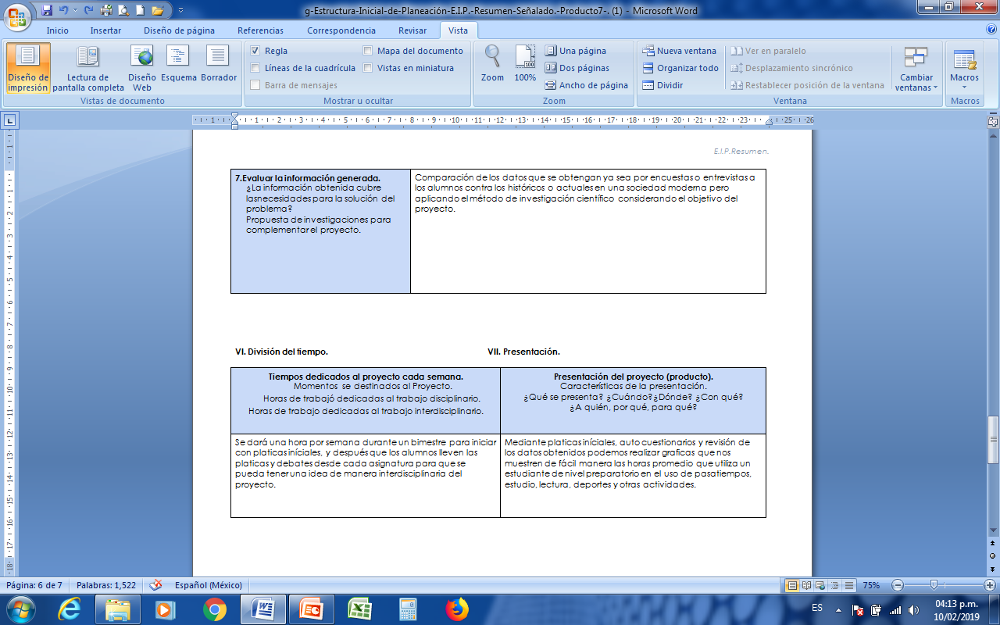 g-Estructura-Inicial-de-Planeación-E.I.P.-Resumen-Señalado.-Producto7-. (1) - Microsoft Word
Inicio Insertar Diseño de página Referencias Correspondencia Revisar Vista
Diseño de impresión
Lectura de pantalla completa
Diseño Web
Esquema
Borrador
Vistas de documento
Regla
Líneas de la cuadrícula
Barra de mensajes
Mapa del documento
Vistas en miniatura
Mostrar u ocultar
Zoom
100%
Una página
Dos páginas
Ancho de página
Zoom
Nueva ventana
Organizar todo
Dividir
Ver en paralelo
Desplazamiento sincrónico
Restablecer posición de la ventana
Cambiar ventanas
Ventana
Macros
Macros
E.I.P.Resumen.
7.Evaluar la información generada.
¿La información obtenida cubre
lasnecesidades para la solución del
problema?
Propuesta de investigaciones para
complementar el proyecto.
Comparación de los datos que se obtengan ya sea por encuestas o entrevistas a
los alumnos contra los históricos o actuales en una sociedad moderna pero
aplicando el método de investigación científico considerando el objetivo del
proyecto.
VI. División del tiempo.
VII. Presentación.
Tiempos dedicados al proyecto cada semana.
Momentos se destinados al Proyecto.
Horas de trabajó dedicadas al trabajo disciplinario.
Horas de trabajo dedicadas al trabajo interdisciplinario.
Presentación del proyecto (producto).
Características de la presentación.
¿Qué se presenta? ¿Cuándo?¿Dónde? ¿Con qué?
¿A quién, por qué, para qué?
Se dará una hora por semana durante un bimestre para iniciar
con platicas iníciales, y después que los alumnos lleven las
platicas y debates desde cada asignatura para que se
pueda tener una idea de manera interdisciplinaria del
proyecto.
Mediante platicas iníciales, auto cuestionarios y revisión de
los datos obtenidos podemos realizar graficas que nos
muestren de fácil manera las horas promedio que utiliza un
estudiante de nivel preparatorio en el uso de pasatiempos,
estudio, lectura, deportes y otras actividades.
Página: 6 de 7 Palabras: 1,522 Español (México) 75%
ES 04:13 p.m.
10/02/2019